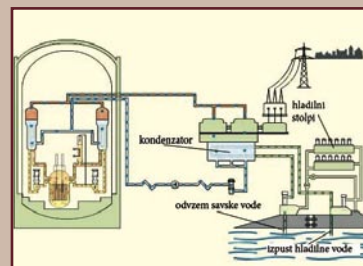 hladilni
stolpi
kondenzator
odvzem savske vode
izpust hladilne vode